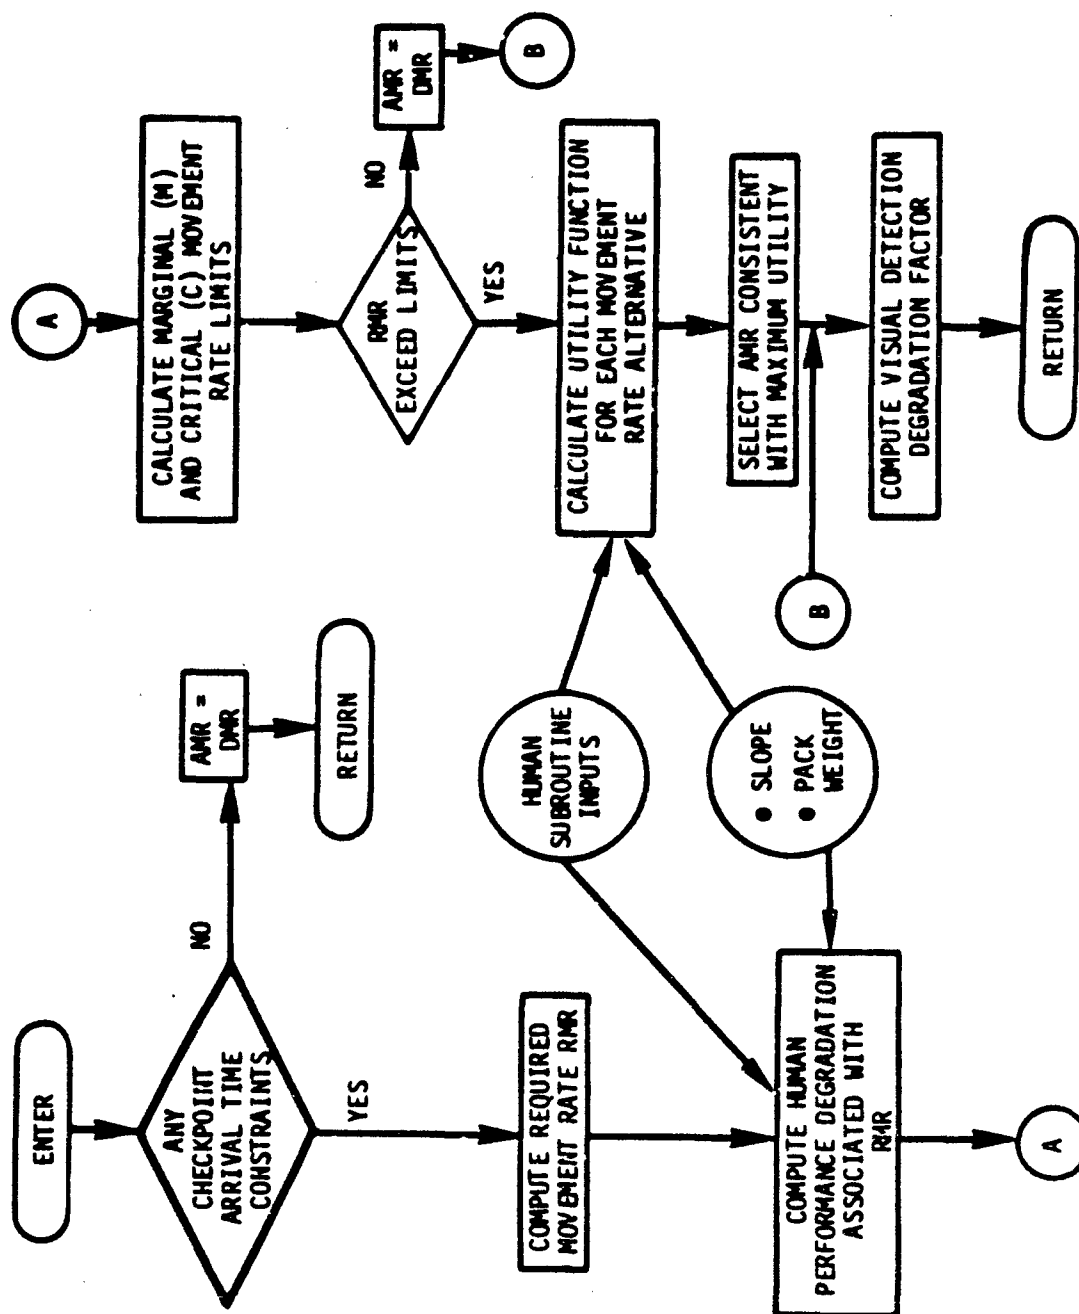 ENTER
ANY
CHECKPOINT
ARRIVAL TIME
CONSTRAINTS
NO
AMR =
DMR
RETURN
YES
COMPUTE REQUIRED
MOVEMENT RATE RMR
HUMAN
SUBROUTINE
INPUTS
● SLOPE
● PACK
WEIGHT
COMPUTE HUMAN
PERFORMANCE DEGRADATION
ASSOCIATED WITH
RMR
A
A
CALCULATE MARGINAL (M)
AND CRITICAL (C) MOVEMENT
RATE LIMITS
RMR
EXCEED LIMITS
NO
AMR =
DMR
B
YES
CALCULATE UTILITY FUNCTION
FOR EACH MOVEMENT
RATE ALTERNATIVE
SELECT AMR CONSISTENT
WITH MAXIMUM UTILITY
B
COMPUTE VISUAL DETECTION
DEGRADATION FACTOR
RETURN